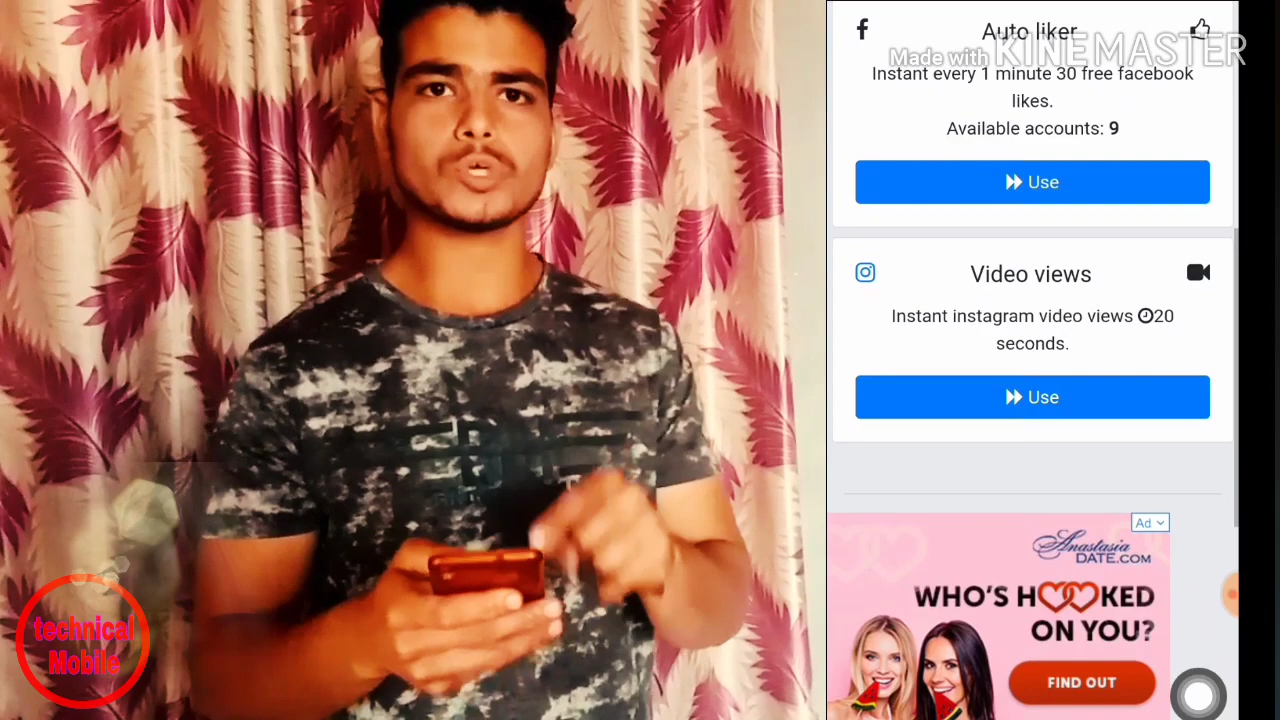 Auto liker
Made with KINEMASTER
Instant every 1 minute 30 free facebook
likes.
Available accounts: 9
Use
Video views
Instant instagram video views 20
seconds.
Use
Ad
Anastasia
DATE.COM
WHO'S HOOKED
ON YOU?
FIND OUT
technical
Mobile